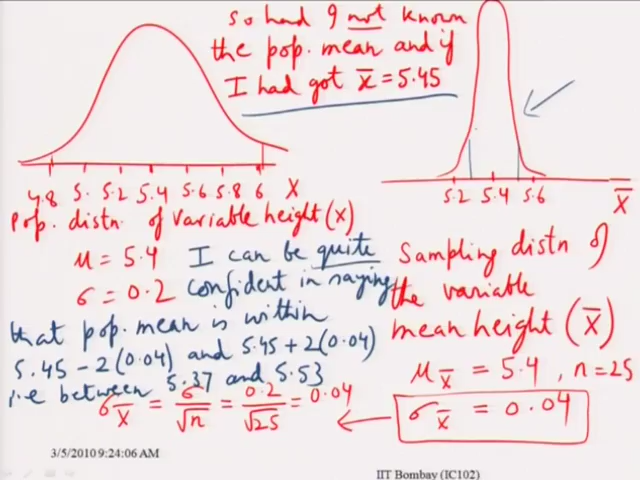 so had I not known
the pop. mean and if
I had got x̄ = 5.45
4.8 5. 5.2 5.4 5.6 5.8 6 X
5.2 5.4 5.6 X̄
Pop. distn. of variable height (x)
μ = 5.4
σ = 0.2
I can be quite
confident in saying
that pop. mean is within
5.45 - 2(0.04) and 5.45 + 2(0.04)
i.e between 5.37 and 5.53
σx̄ = σ/√n = 0.2/√25 = 0.04
Sampling distn of
the variable
mean height (X̄)
μx̄ = 5.4, n = 25
σx̄ = 0.04
3/5/2010 9:24:06 AM
IIT Bombay (IC102)